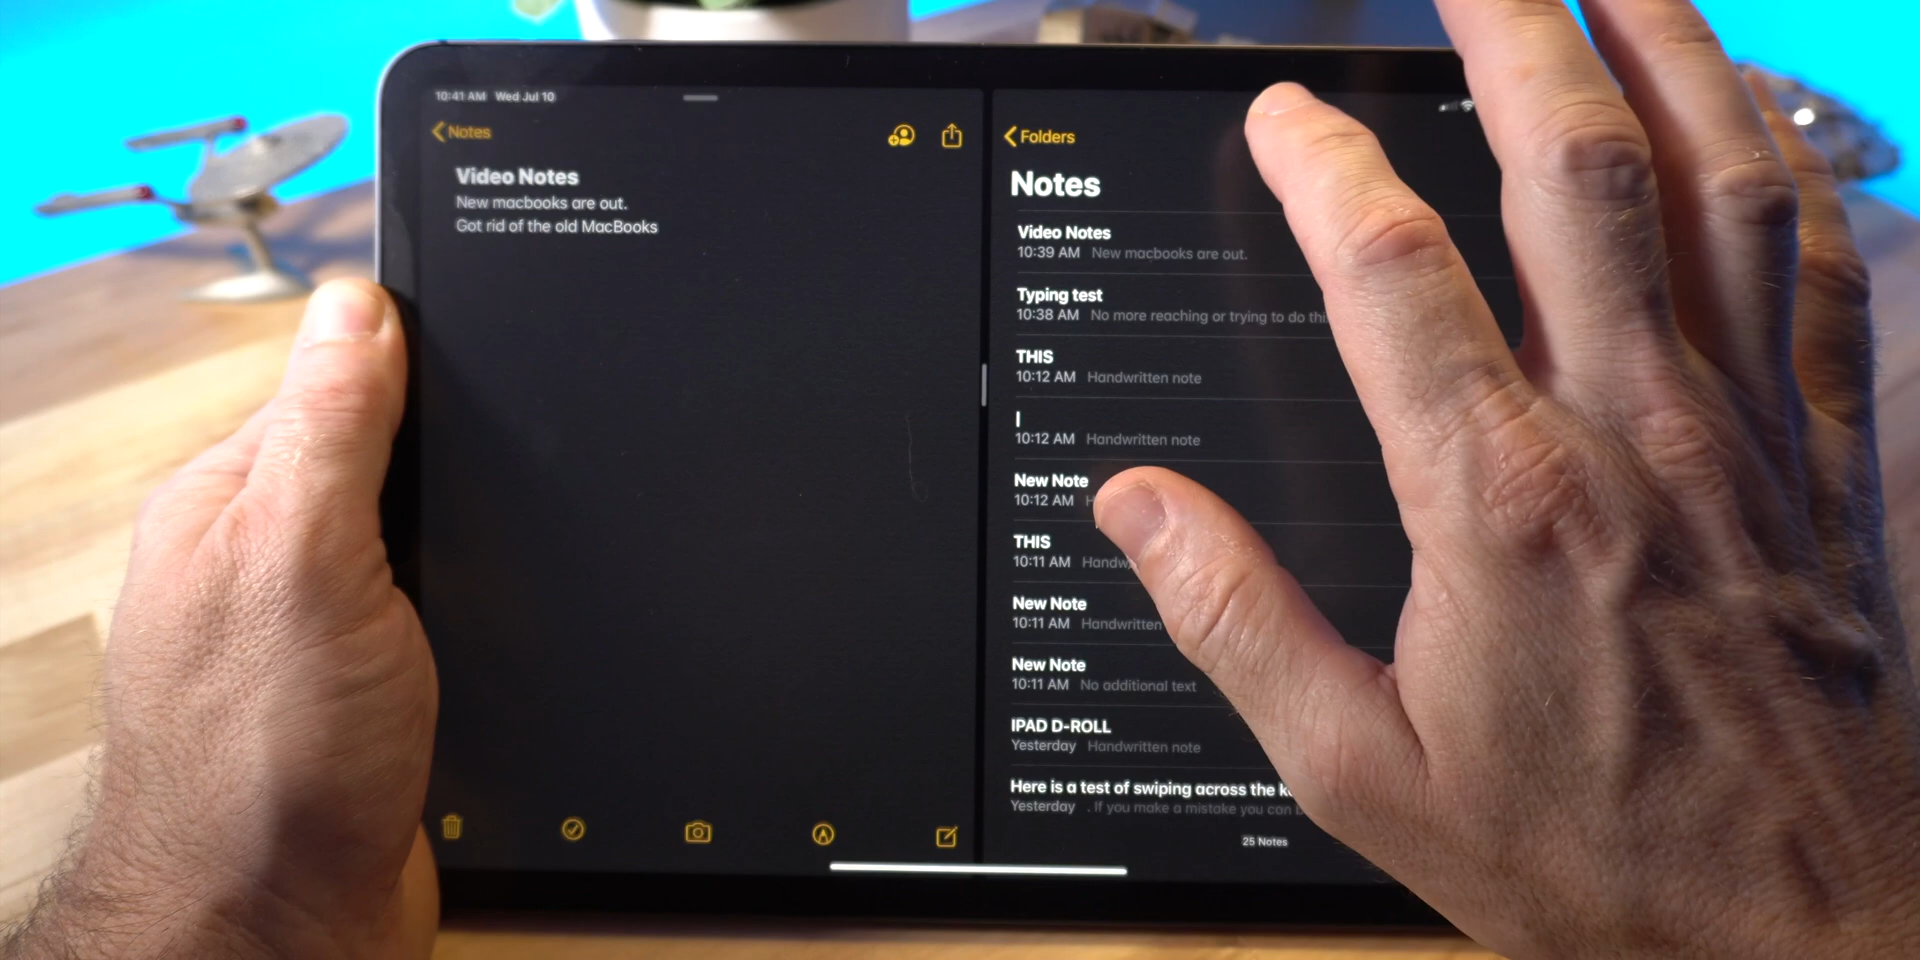 10:41 AM Wed Jul 10
Notes
Video Notes
New macbooks are out.
Got rid of the old MacBooks
Folders
Notes
Video Notes
10:39 AM New macbooks are out.
Typing test
10:38 AM No more reaching or trying to do
THIS
10:12 AM Handwritten note
I
10:12 AM Handwritten note
New Note
10:12 AM
THIS
10:11 AM
New Note
10:11 AM Handwritten
New Note
10:11 AM No additional text
IPAD D-ROLL
Yesterday Handwritten note
Here is a test of swiping across the
Yesterday . If you make a mistake you can
25 Notes